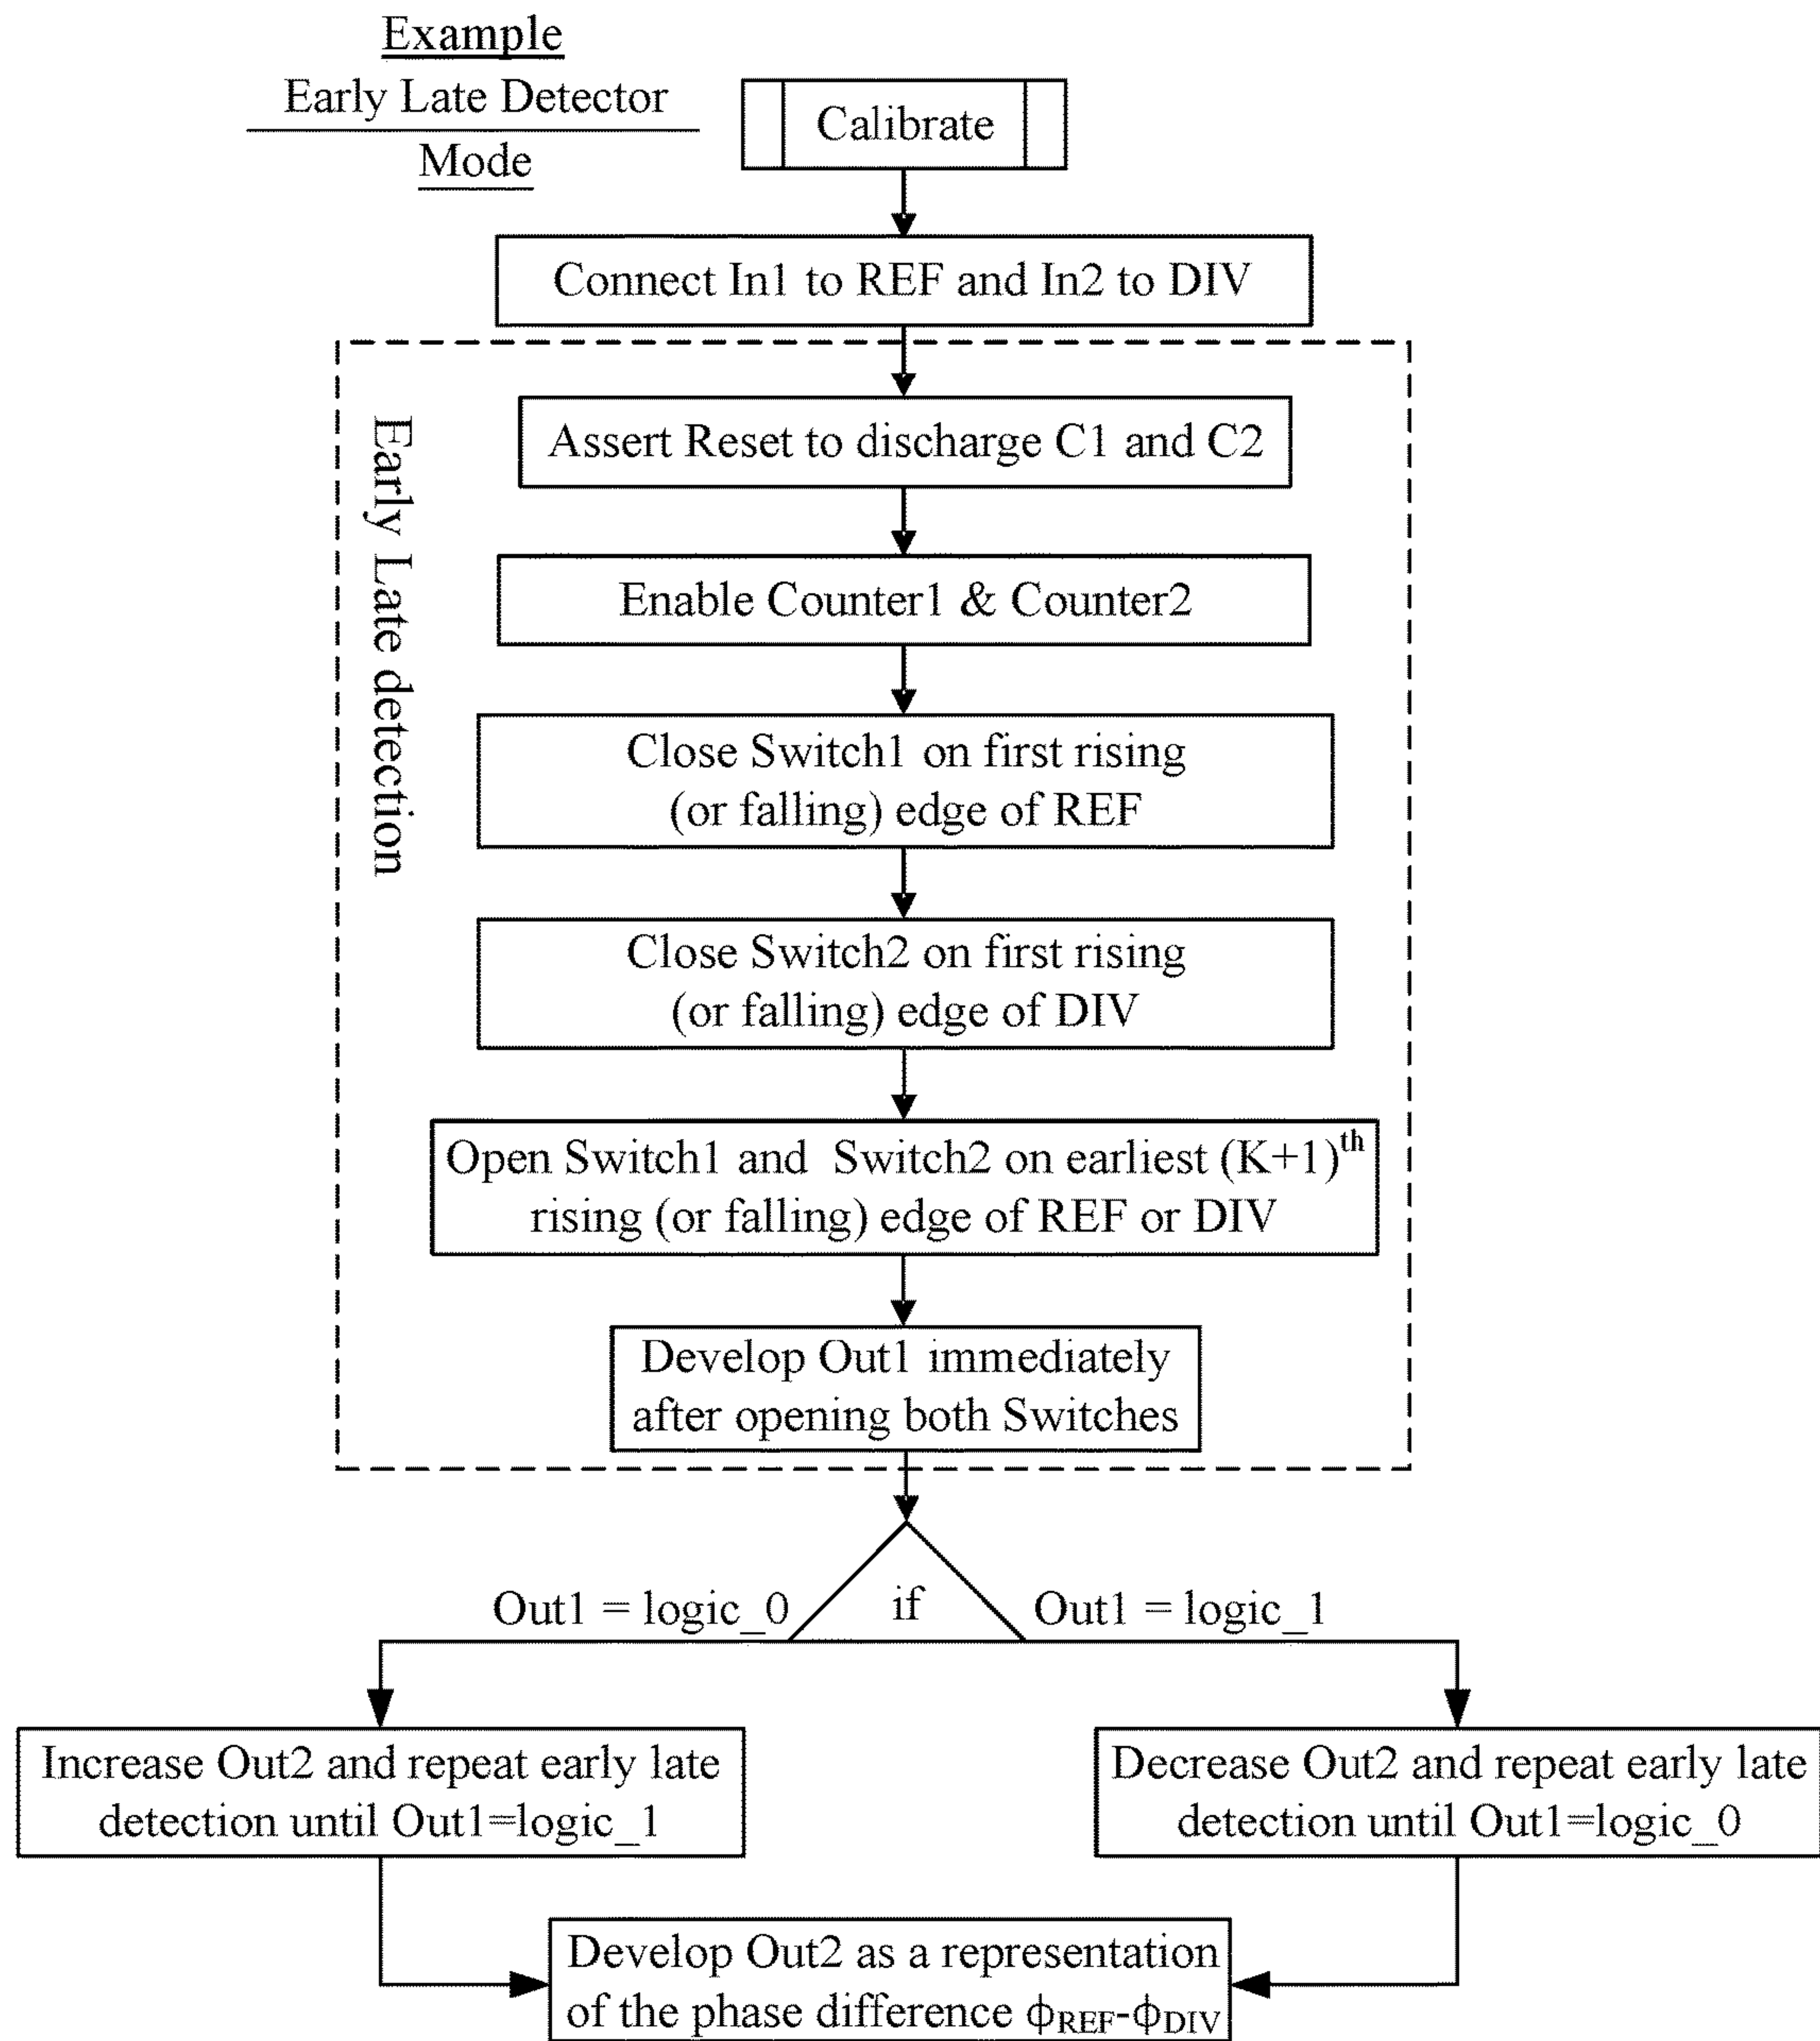 Example
Early Late Detector
Mode
Calibrate
Connect In1 to REF and In2 to DIV
Early Late detection
Assert Reset to discharge C1 and C2
Enable Counter1 & Counter2
Close Switch1 on first rising
(or falling) edge of REF
Close Switch2 on first rising
(or falling) edge of DIV
Open Switch1 and Switch2 on earliest (K+1)th
rising (or falling) edge of REF or DIV
Develop Out1 immediately
after opening both Switches
Out1 = logic_0
if
Out1 = logic_1
Increase Out2 and repeat early late
detection until Out1=logic_1
Decrease Out2 and repeat early late
detection until Out1=logic_0
Develop Out2 as a representation
of the phase difference ϕREF-ϕDIV